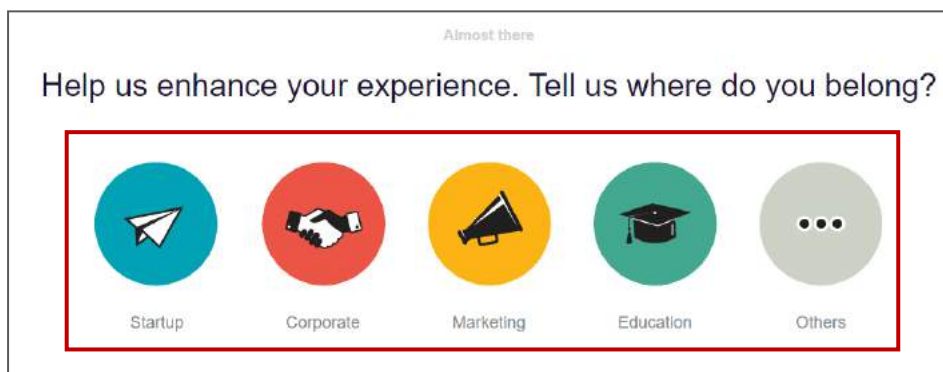 Almost there
Help us enhance your experience. Tell us where do you belong?
Startup Corporate Marketing Education Others